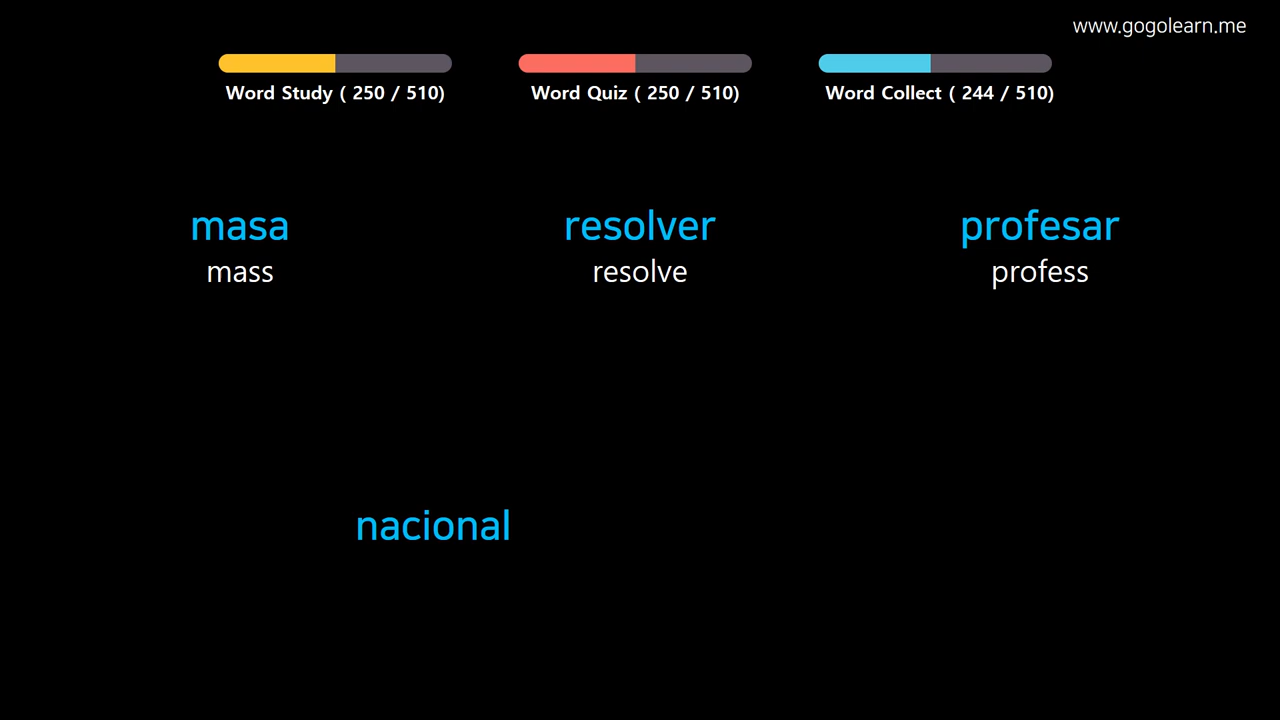 www.gogolearn.me
Word Study ( 250 / 510)
Word Quiz ( 250 / 510)
Word Collect ( 244 / 510)
masa
mass
resolver
resolve
profesar
profess
nacional